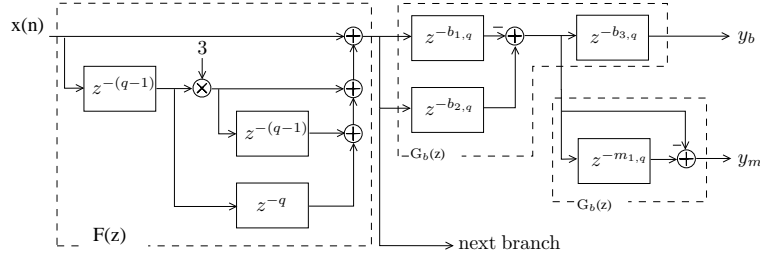 x(n)
3
z^{-(q-1)}
z^{-(q-1)}
z^{-q}
F(z)
z^{-b_{1,q}}
−
z^{-b_{2,q}}
G_b(z)
z^{-b_{3,q}}
y_b
z^{-m_{1,q}}
−
y_m
G_b(z)
next branch